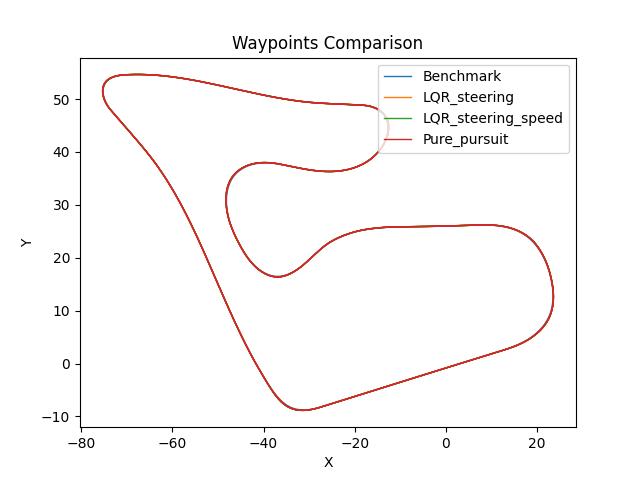 Waypoints Comparison
Benchmark
LQR_steering
LQR_steering_speed
Pure_pursuit
Y
50
40
30
20
10
0
−10
−80 −60 −40 −20 0 20
X